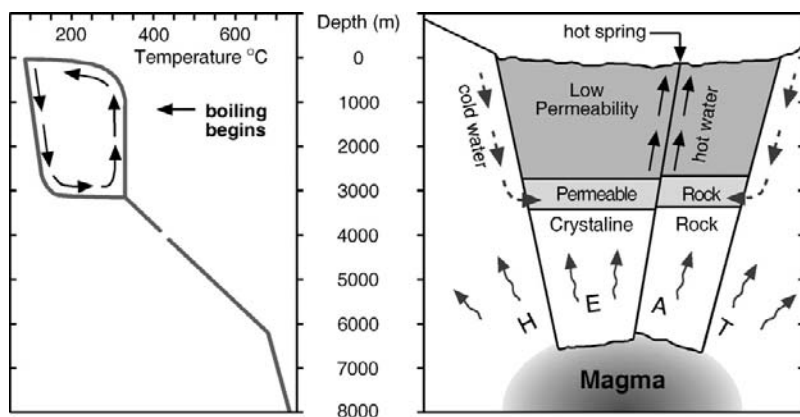 200 400 600
Temperature °C
boiling
begins
Depth (m)
0
1000
2000
3000
4000
5000
6000
7000
8000
hot spring
cold water
Low
Permeability
hot water
Permeable Rock
Crystaline Rock
H E A T
Magma